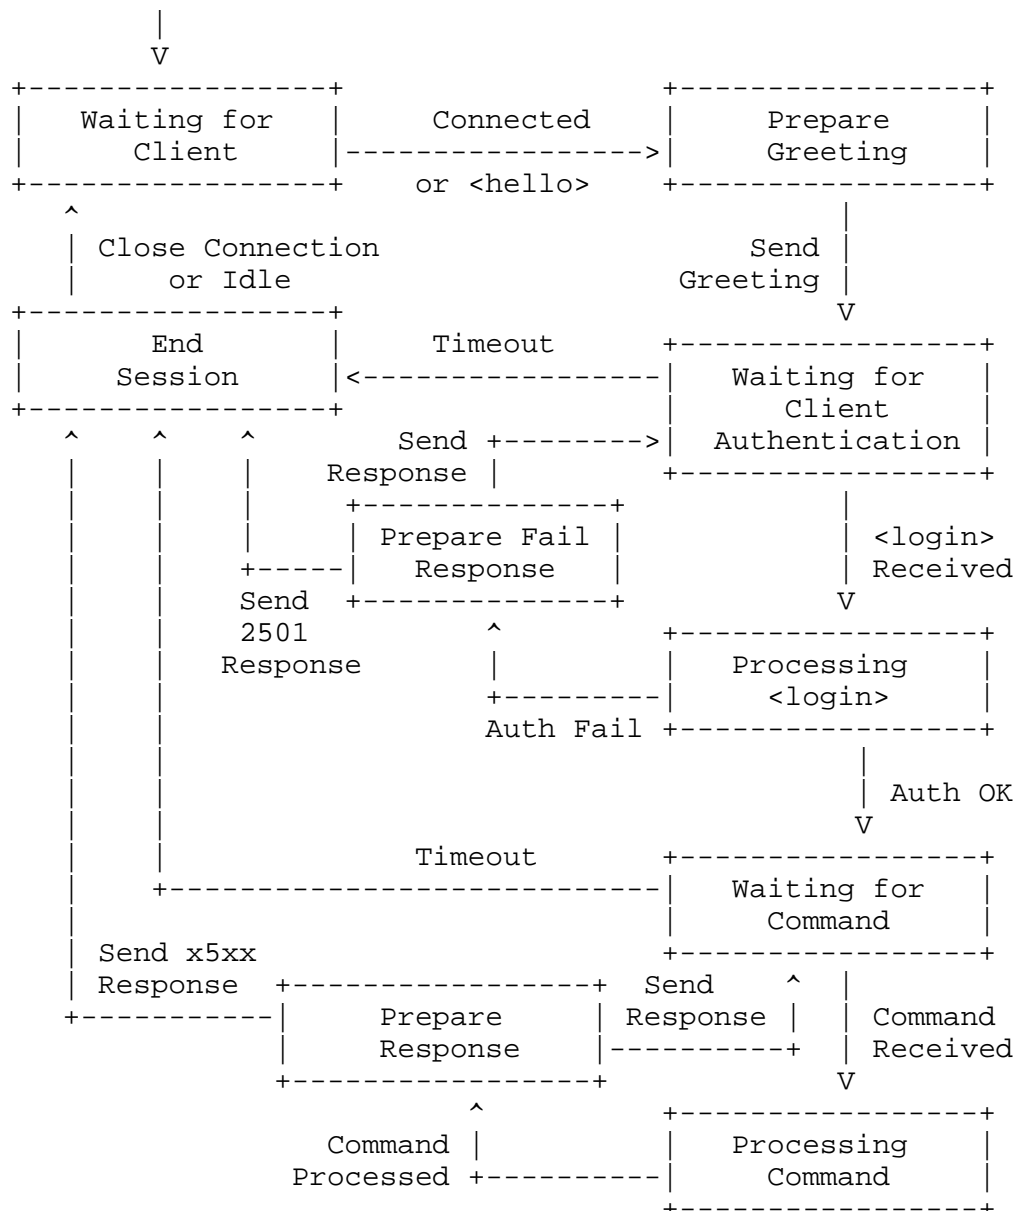 Waiting for
Client
Connected
or <hello>
Prepare
Greeting
Close Connection
or Idle
Send
Greeting
End
Session
Timeout
Waiting for
Client
Authentication
Send
Response
Prepare Fail
Response
<login>
Received
Send
2501
Response
Processing
<login>
Auth Fail
Auth OK
Timeout
Waiting for
Command
Send x5xx
Response
Prepare
Response
Send
Response
Command
Received
Command
Processed
Processing
Command